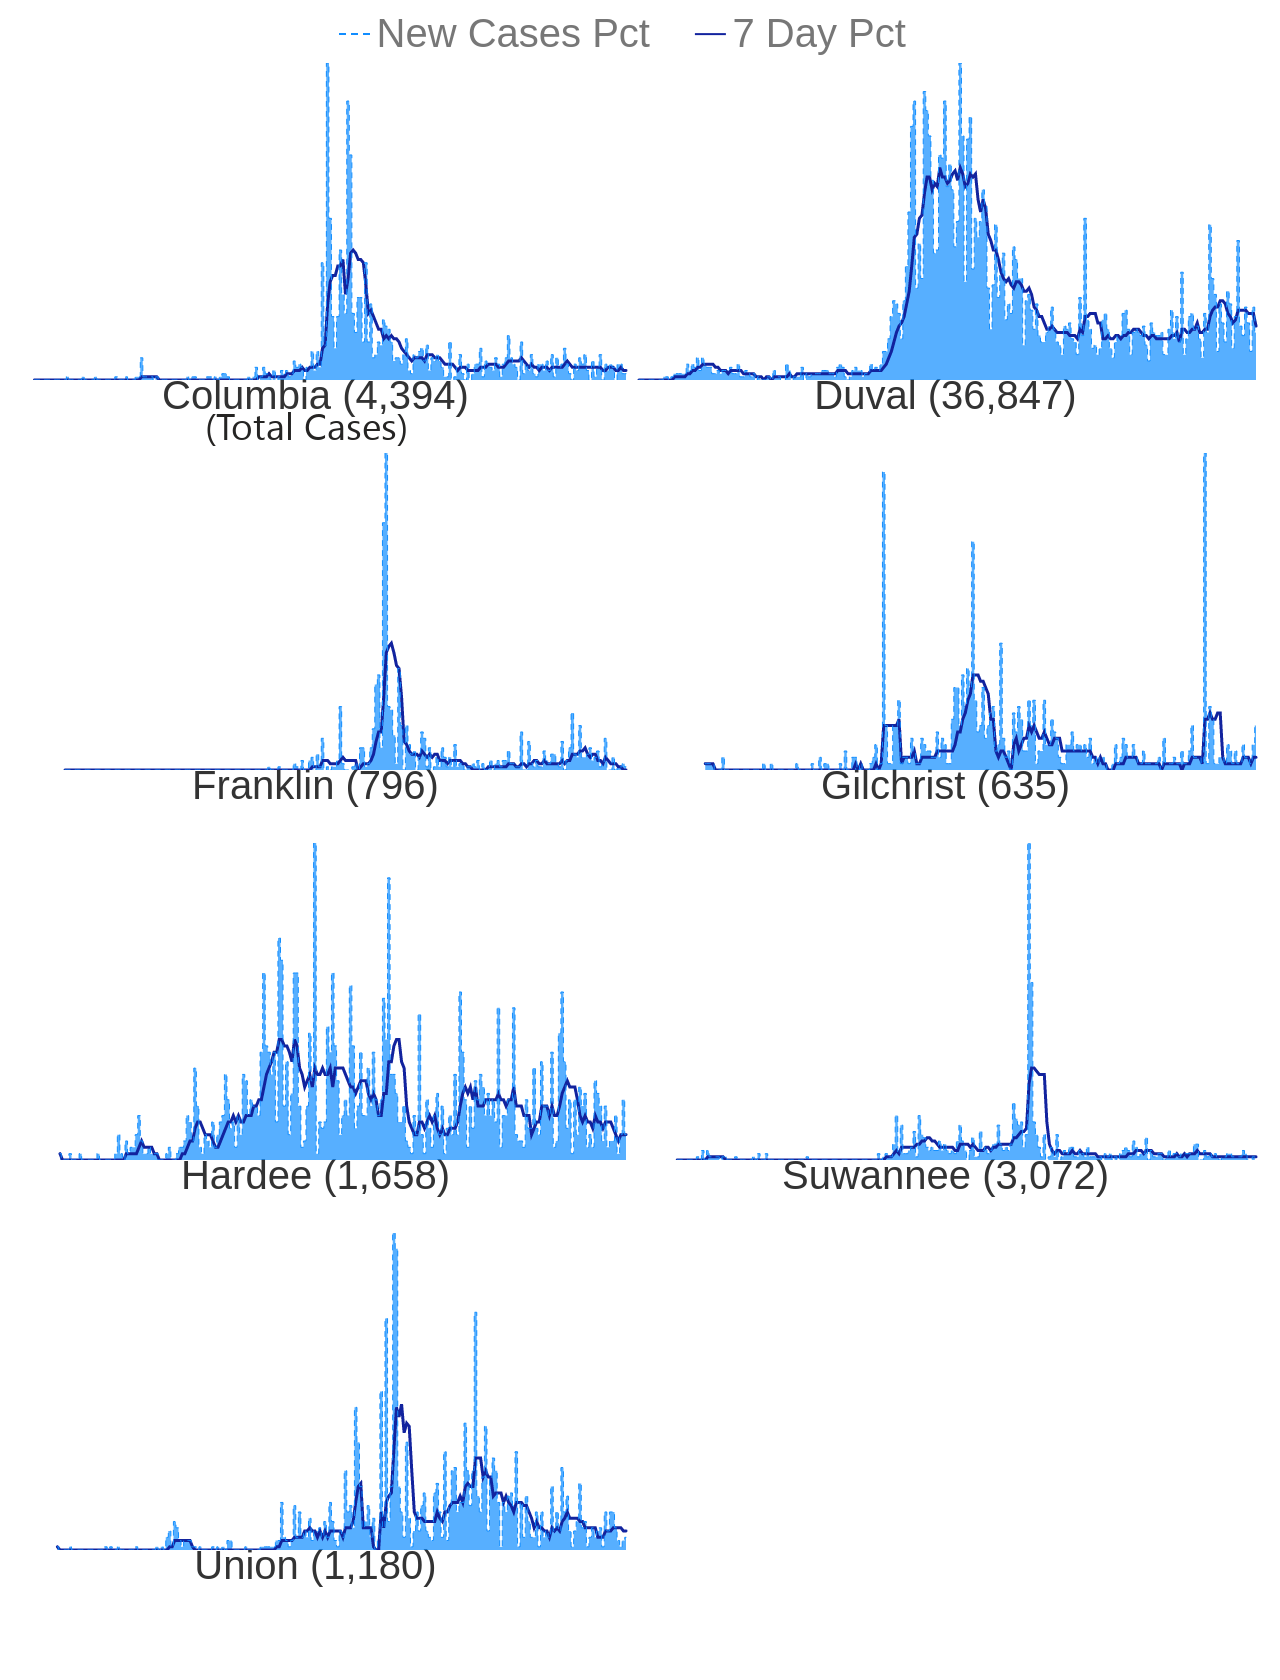 New Cases Pct 7 Day Pct
Columbia (4,394) Duval (36,847)
(Total Cases)
Franklin (796) Gilchrist (635)
Hardee (1,658) Suwannee (3,072)
Union (1,180)